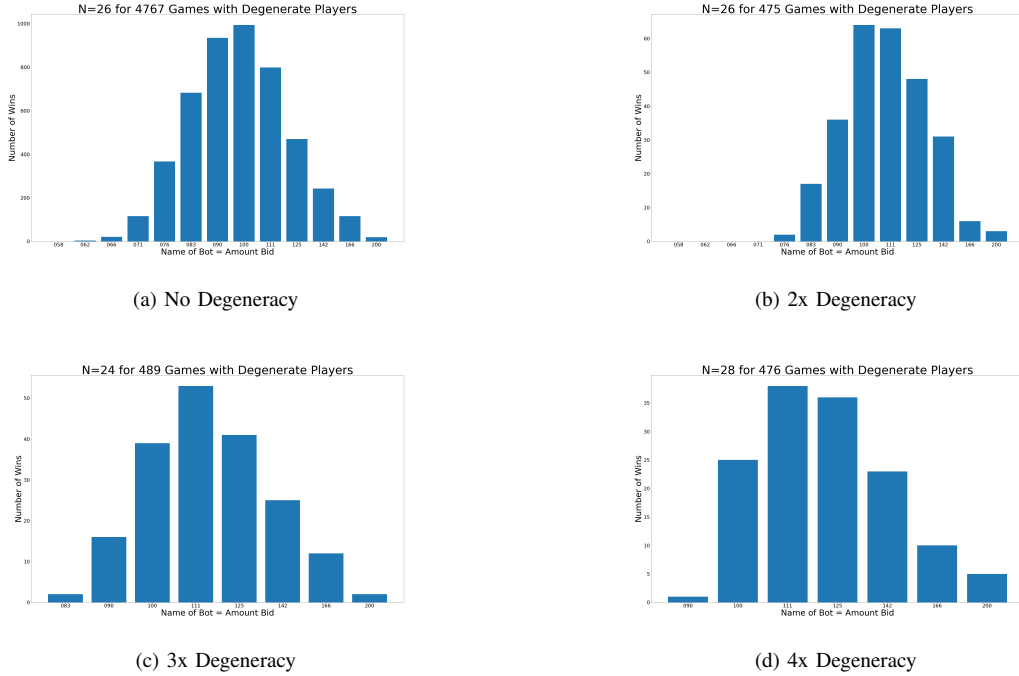 N=26 for 4767 Games with Degenerate Players
Number of Wins
1000
800
600
400
200
0
058 062 066 071 076 083 090 100 111 125 142 166 200
Name of Bot = Amount Bid
(a) No Degeneracy
N=26 for 475 Games with Degenerate Players
Number of Wins
60
50
40
30
20
10
0
058 062 066 071 076 083 090 100 111 125 142 166 200
Name of Bot = Amount Bid
(b) 2x Degeneracy
N=24 for 489 Games with Degenerate Players
Number of Wins
50
40
30
20
10
0
083 090 100 111 125 142 166 200
Name of Bot = Amount Bid
(c) 3x Degeneracy
N=28 for 476 Games with Degenerate Players
Number of Wins
35
30
25
20
15
10
5
0
090 100 111 125 142 166 200
Name of Bot = Amount Bid
(d) 4x Degeneracy